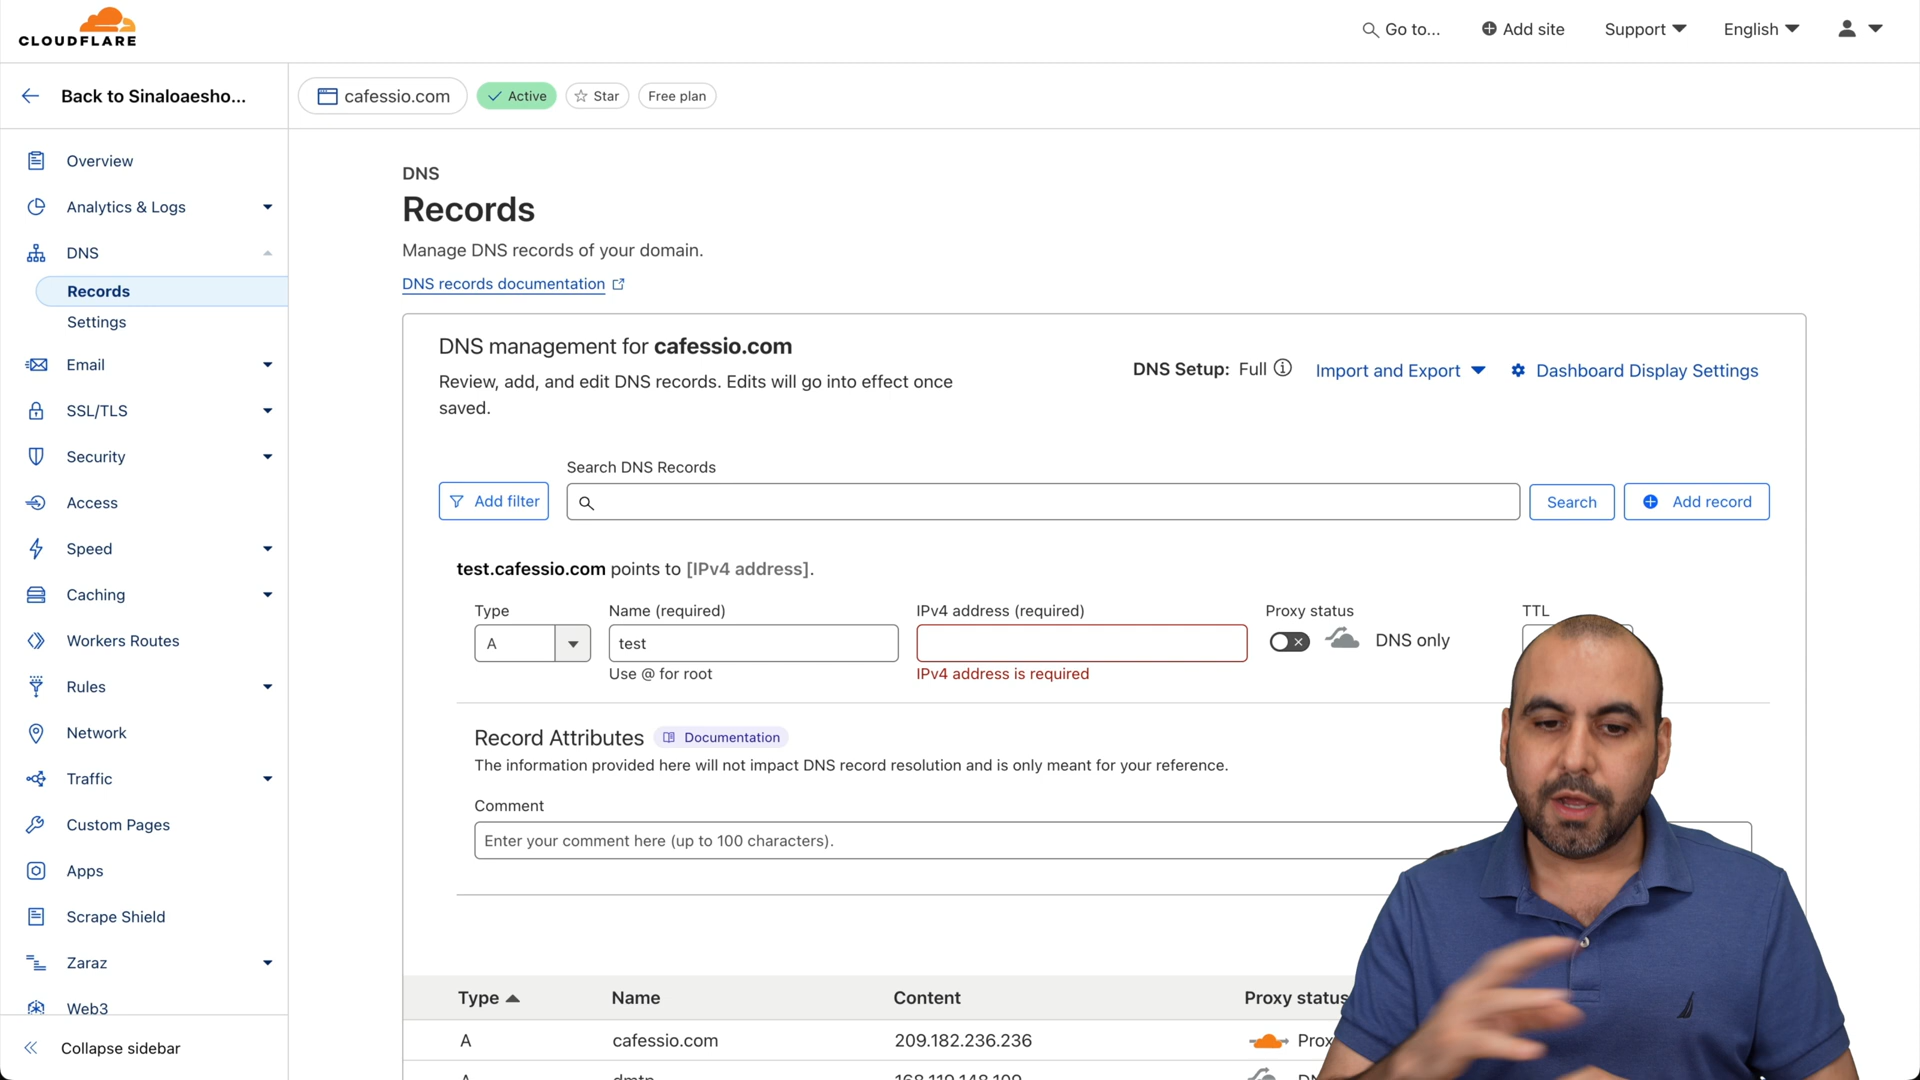 CLOUDFLARE
Go to...
Add site
Support
English
Back to Sinaloaesho...
cafessio.com
Active
Star
Free plan
Overview
Analytics & Logs
DNS
Records
Settings
Email
SSL/TLS
Security
Access
Speed
Caching
Workers Routes
Rules
Network
Traffic
Custom Pages
Apps
Scrape Shield
Zaraz
Web3
Collapse sidebar
DNS
Records
Manage DNS records of your domain.
DNS records documentation
DNS management for cafessio.com
Review, add, and edit DNS records. Edits will go into effect once
saved.
DNS Setup: Full
Import and Export
Dashboard Display Settings
Search DNS Records
Add filter
Search
Add record
test.cafessio.com points to [IPv4 address].
Type
Name (required)
IPv4 address (required)
Proxy status
TTL
A
test
DNS only
Use @ for root
IPv4 address is required
Record Attributes
Documentation
The information provided here will not impact DNS record resolution and is only meant for your reference.
Comment
Enter your comment here (up to 100 characters).
Type
Name
Content
Proxy status
A
cafessio.com
209.182.236.236